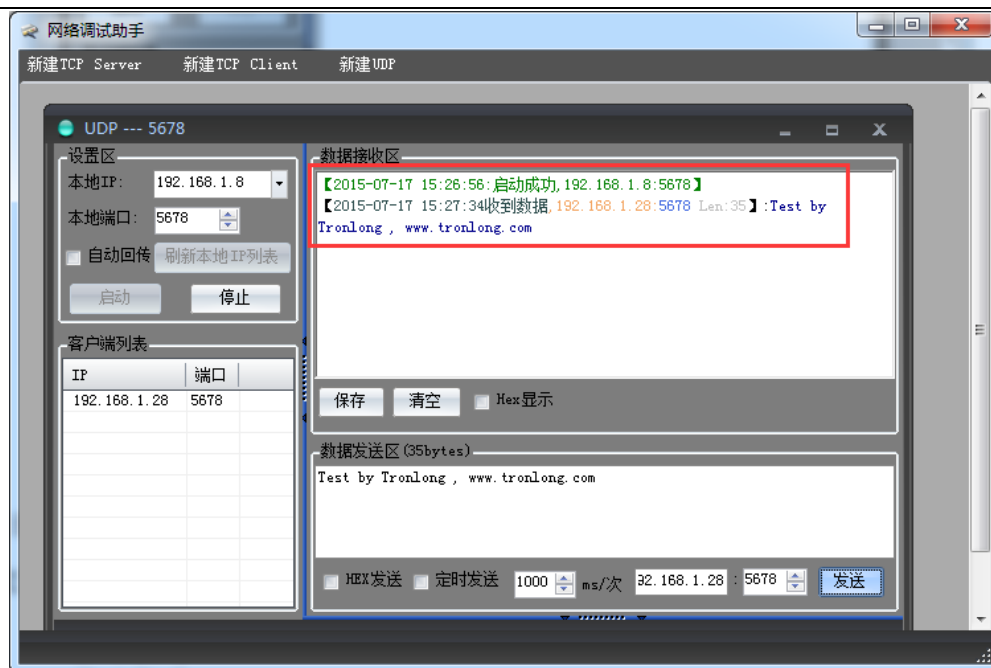 网络调试助手
新建TCP Server 新建TCP Client 新建UDP
UDP --- 5678
设置区
本地IP: 192.168.1.8
本地端口: 5678
自动回传 刷新本地IP列表
启动 停止
客户端列表
IP 端口
192.168.1.28 5678
数据接收区
【2015-07-17 15:26:56:启动成功,192.168.1.8:5678】
【2015-07-17 15:27:34收到数据,192.168.1.28:5678 Len:35】:Test by
Tronlong , www.tronlong.com
保存 清空 Hex显示
数据发送区(35bytes)
Test by Tronlong , www.tronlong.com
HEX发送 定时发送 1000 ms/次 92.168.1.28 : 5678 发送